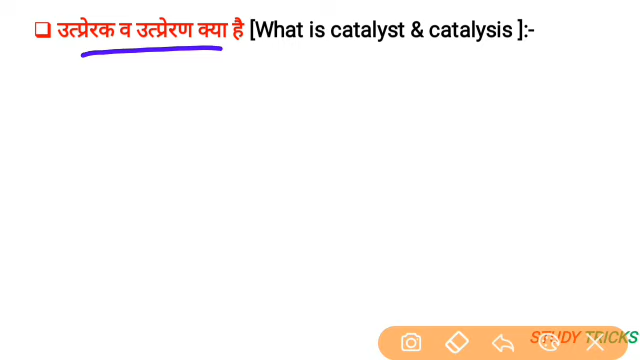 ❑ उत्प्रेरक व उत्प्रेरण क्या है [What is catalyst & catalysis ]:-
STUDY TRICKS